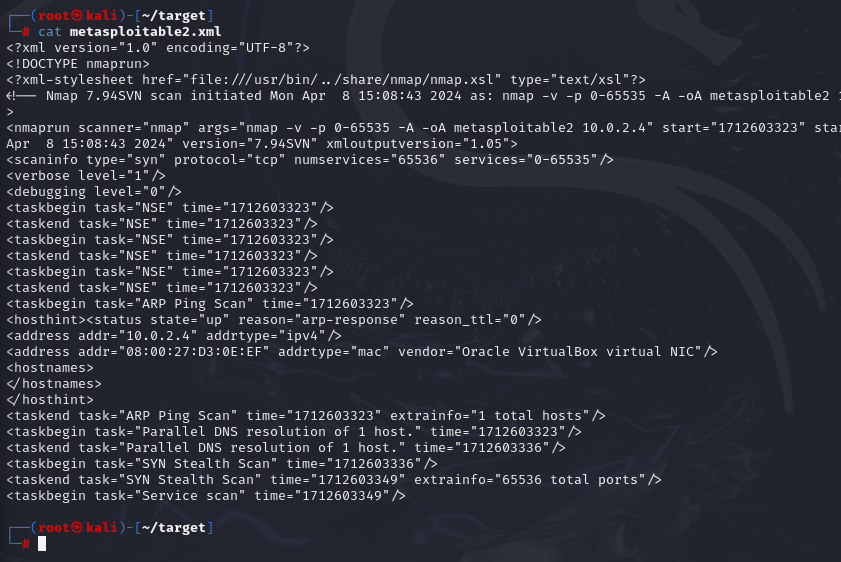 ┌──(root㉿kali)-[~/target]
└─# cat metasploitable2.xml
<?xml version="1.0" encoding="UTF-8"?>
<!DOCTYPE nmaprun>
<?xml-stylesheet href="file:///usr/bin/../share/nmap/nmap.xsl" type="text/xsl"?>
<!-- Nmap 7.94SVN scan initiated Mon Apr  8 15:08:43 2024 as: nmap -v -p 0-65535 -A -oA metasploitable2 1
>
<nmaprun scanner="nmap" args="nmap -v -p 0-65535 -A -oA metasploitable2 10.0.2.4" start="1712603323" star
Apr  8 15:08:43 2024" version="7.94SVN" xmloutputversion="1.05">
<scaninfo type="syn" protocol="tcp" numservices="65536" services="0-65535"/>
<verbose level="1"/>
<debugging level="0"/>
<taskbegin task="NSE" time="1712603323"/>
<taskend task="NSE" time="1712603323"/>
<taskbegin task="NSE" time="1712603323"/>
<taskend task="NSE" time="1712603323"/>
<taskbegin task="NSE" time="1712603323"/>
<taskend task="NSE" time="1712603323"/>
<taskbegin task="ARP Ping Scan" time="1712603323"/>
<hosthint><status state="up" reason="arp-response" reason_ttl="0"/>
<address addr="10.0.2.4" addrtype="ipv4"/>
<address addr="08:00:27:D3:0E:EF" addrtype="mac" vendor="Oracle VirtualBox virtual NIC"/>
<hostnames>
</hostnames>
</hosthint>
<taskend task="ARP Ping Scan" time="1712603323" extrainfo="1 total hosts"/>
<taskbegin task="Parallel DNS resolution of 1 host." time="1712603323"/>
<taskend task="Parallel DNS resolution of 1 host." time="1712603336"/>
<taskbegin task="SYN Stealth Scan" time="1712603336"/>
<taskend task="SYN Stealth Scan" time="1712603349" extrainfo="65536 total ports"/>
<taskbegin task="Service scan" time="1712603349"/>
┌──(root㉿kali)-[~/target]
└─#